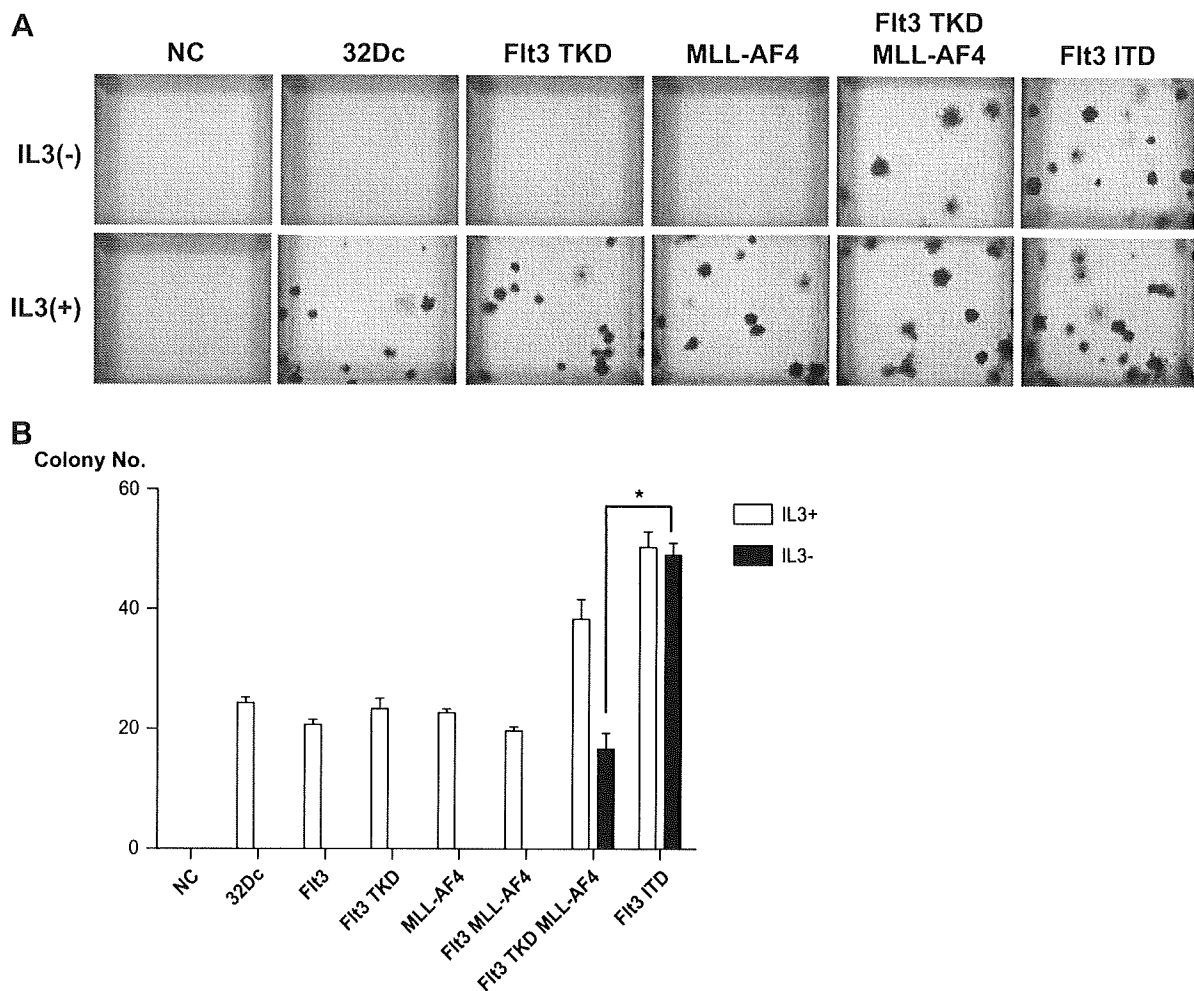 A
NC
32Dc
Flt3 TKD
MLL-AF4
Flt3 TKD
MLL-AF4
Flt3 ITD
IL3(-)
IL3(+)
B
Colony No.
60
40
20
0
*
IL3+
IL3-
NC
32Dc
Flt3
Flt3 TKD
MLL-AF4
Flt3 MLL-AF4
Flt3 TKD MLL-AF4
Flt3 ITD